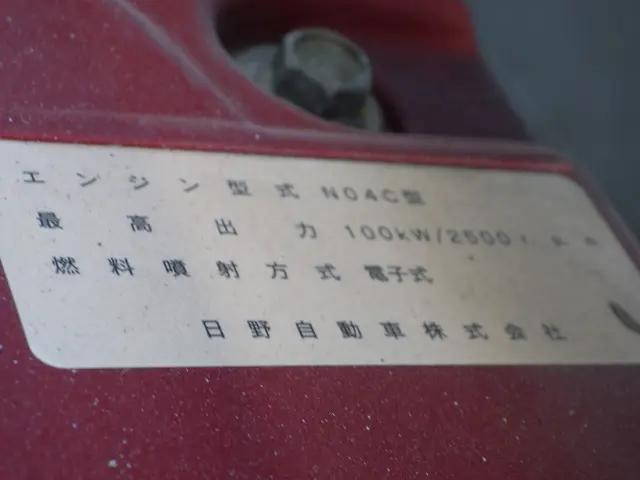 エンジン型式 N04C型
最高出力 100kW/2500r.p.m
燃料噴射方式 電子式
日野自動車株式会社